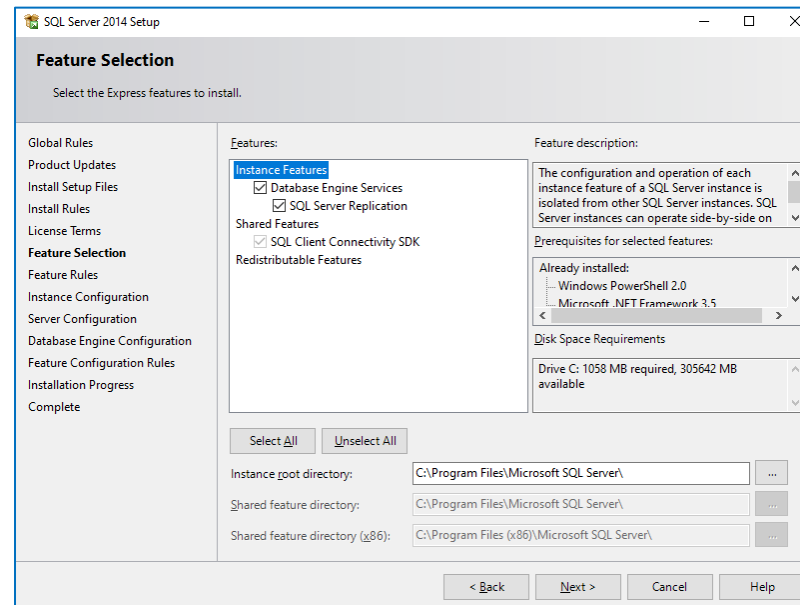 SQL Server 2014 Setup
Feature Selection
Select the Express features to install.
Global Rules
Product Updates
Install Setup Files
Install Rules
License Terms
Feature Selection
Feature Rules
Instance Configuration
Server Configuration
Database Engine Configuration
Feature Configuration Rules
Installation Progress
Complete
Features:
Instance Features
Database Engine Services
SQL Server Replication
Shared Features
SQL Client Connectivity SDK
Redistributable Features
Feature description:
The configuration and operation of each
instance feature of a SQL Server instance is
isolated from other SQL Server instances. SQL
Server instances can operate side-by-side on
Prerequisites for selected features:
Already installed:
Windows PowerShell 2.0
Microsoft .NET Framework 3.5
Disk Space Requirements
Drive C: 1058 MB required, 305642 MB
available
Select All
Unselect All
Instance root directory:
C:\Program Files\Microsoft SQL Server\
...
Shared feature directory:
C:\Program Files\Microsoft SQL Server\
...
Shared feature directory (x86):
C:\Program Files (x86)\Microsoft SQL Server\
...
< Back
Next >
Cancel
Help